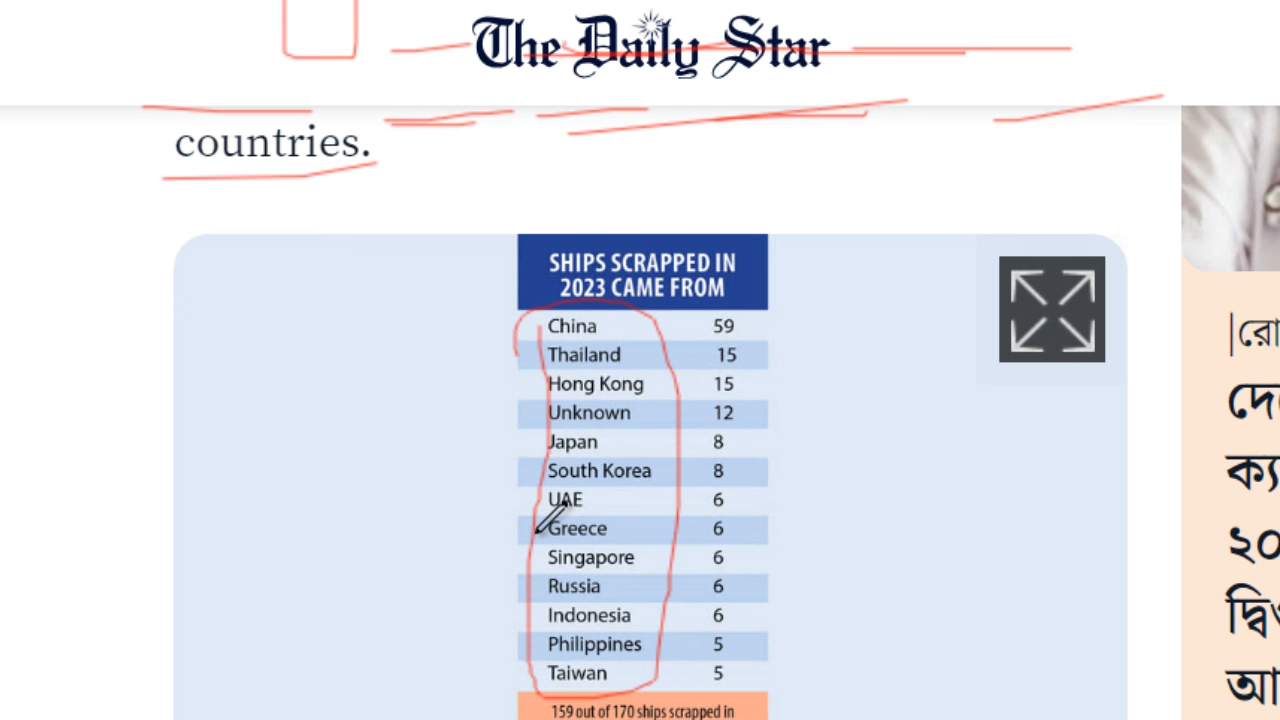 The Daily Star
countries.
SHIPS SCRAPPED IN
2023 CAME FROM
China 59
Thailand 15
Hong Kong 15
Unknown 12
Japan 8
South Korea 8
UAE 6
Greece 6
Singapore 6
Russia 6
Indonesia 6
Philippines 5
Taiwan 5
159 out of 170 ships scrapped in